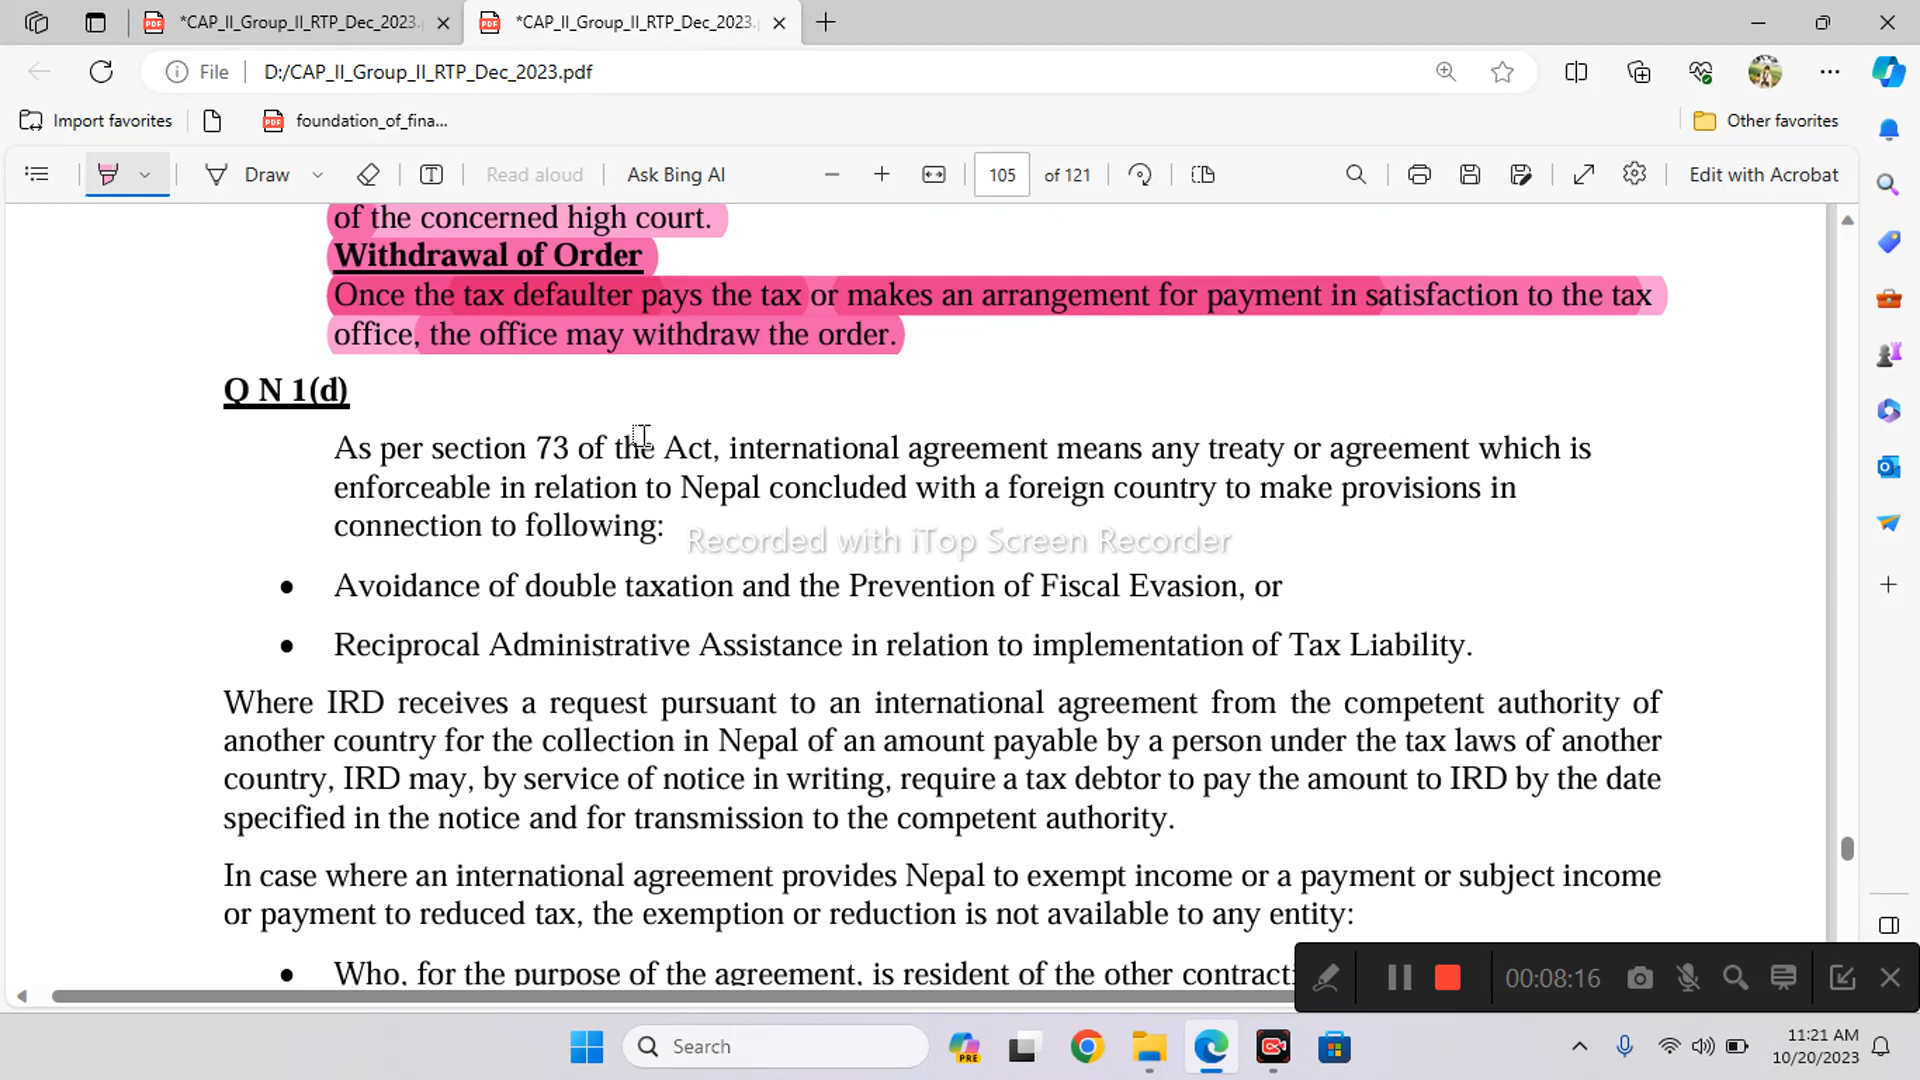 *CAP_II_Group_II_RTP_Dec_2023.
*CAP_II_Group_II_RTP_Dec_2023.
File
D:/CAP_II_Group_II_RTP_Dec_2023.pdf
Import favorites
foundation_of_fina...
Other favorites
Draw
Read aloud
Ask Bing AI
105 of 121
Edit with Acrobat
of the concerned high court.
Withdrawal of Order
Once the tax defaulter pays the tax or makes an arrangement for payment in satisfaction to the tax
office, the office may withdraw the order.
Q N 1(d)
As per section 73 of the Act, international agreement means any treaty or agreement which is
enforceable in relation to Nepal concluded with a foreign country to make provisions in
connection to following:
Recorded with iTop Screen Recorder
• Avoidance of double taxation and the Prevention of Fiscal Evasion, or
• Reciprocal Administrative Assistance in relation to implementation of Tax Liability.
Where IRD receives a request pursuant to an international agreement from the competent authority of
another country for the collection in Nepal of an amount payable by a person under the tax laws of another
country, IRD may, by service of notice in writing, require a tax debtor to pay the amount to IRD by the date
specified in the notice and for transmission to the competent authority.
In case where an international agreement provides Nepal to exempt income or a payment or subject income
or payment to reduced tax, the exemption or reduction is not available to any entity:
• Who, for the purpose of the agreement, is resident of the other contracti
00:08:16
Search
PRE
11:21 AM
10/20/2023